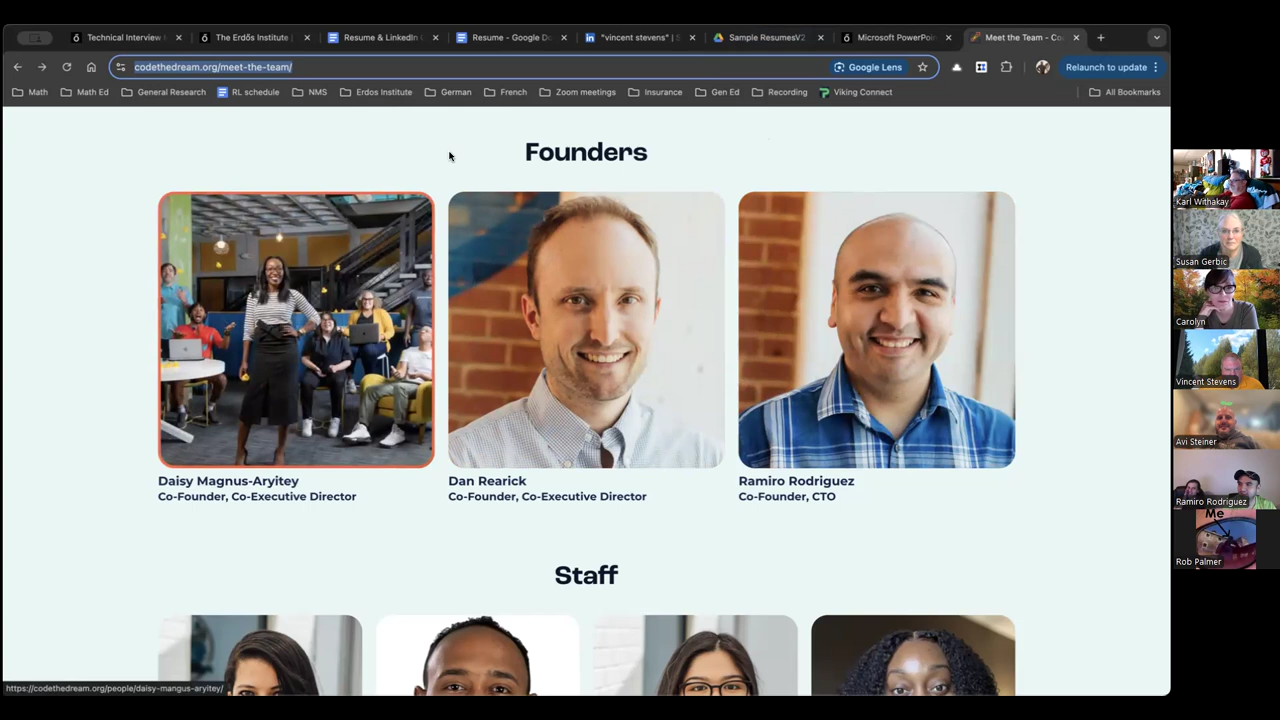 Technical Interview
The Erdős Institute |
Resume & LinkedIn
Resume - Google Do
"vincent stevens" | S
Sample ResumesV2
Microsoft PowerPoin
Meet the Team - Co
codethedream.org/meet-the-team/
Google Lens
Relaunch to update
Math
Math Ed
General Research
RL schedule
NMS
Erdos Institute
German
French
Zoom meetings
Insurance
Gen Ed
Recording
Viking Connect
All Bookmarks
Founders
Daisy Magnus-Aryitey
Co-Founder, Co-Executive Director
Dan Rearick
Co-Founder, Co-Executive Director
Ramiro Rodriguez
Co-Founder, CTO
Staff
https://codethedream.org/people/daisy-mangus-aryitey/
Karl Withakay
Susan Gerbic
Carolyn
Vincent Stevens
Avi Steiner
Ramiro Rodriguez
Me
Rob Palmer